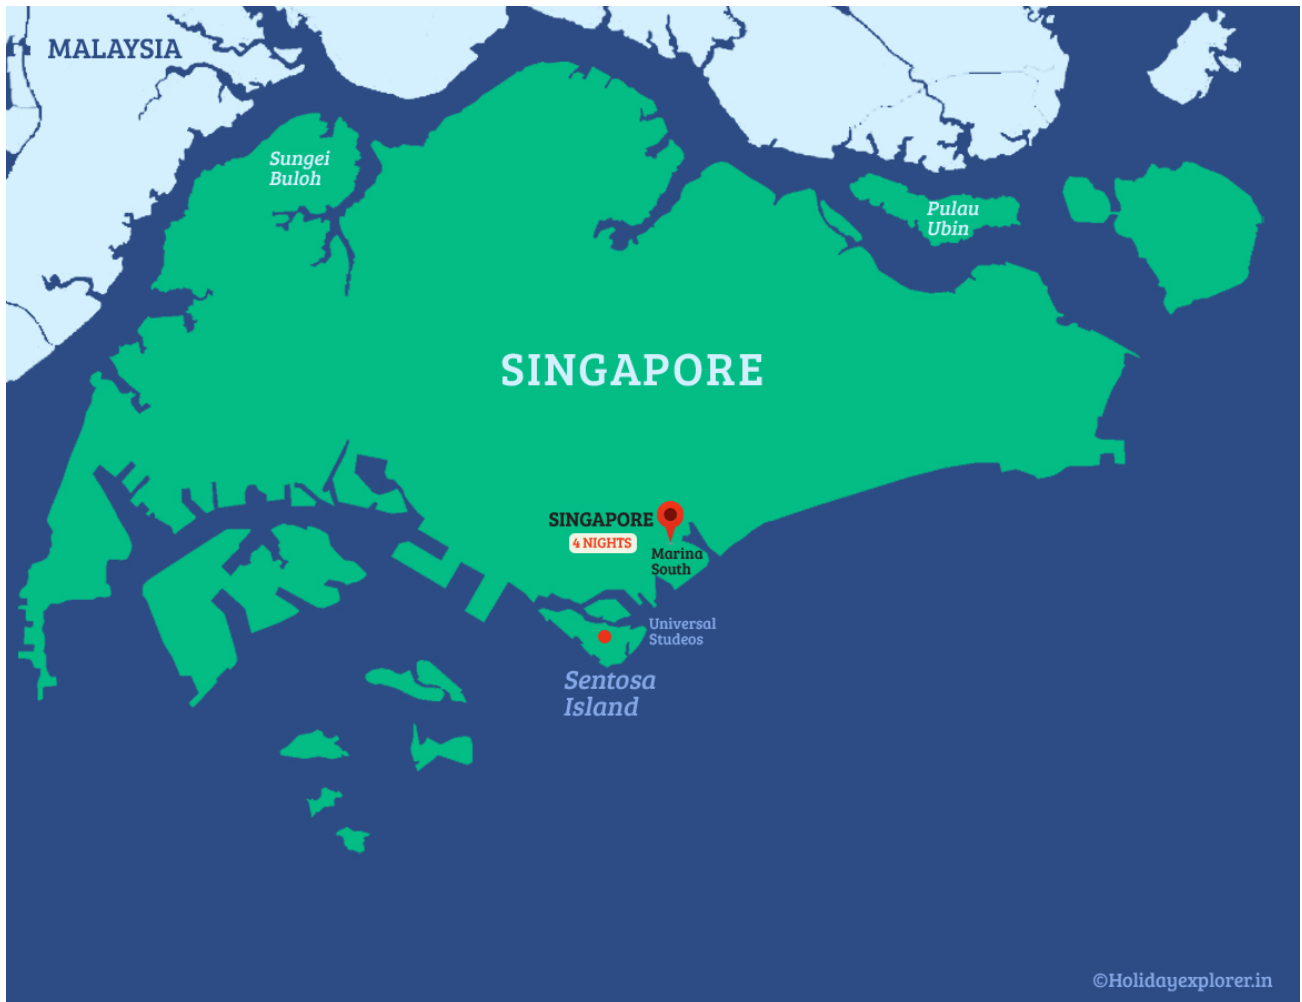 MALAYSIA
Sungei
Buloh
Pulau
Ubin
SINGAPORE
SINGAPORE
4 NIGHTS
Marina
South
Universal
Studeos
Sentosa
Island
©Holidayexplorer.in